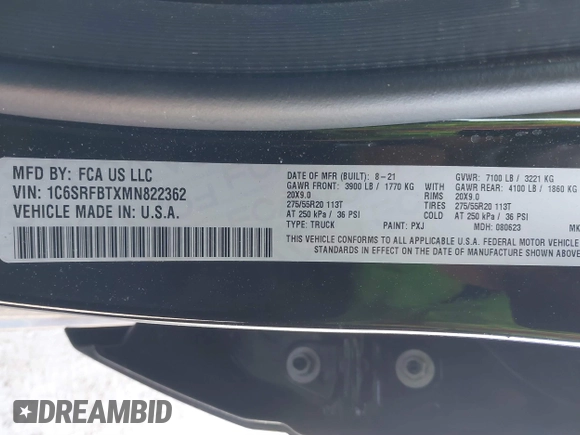 MFD BY: FCA US LLC
VIN: 1C6SRFBTXMN822362
VEHICLE MADE IN U.S.A.
DATE OF MFR (BUILT): 8-21 GVWR: 7100 LB / 3221 KG
GAWR FRONT: 3900 LB / 1770 KG GAWR REAR: 4100 LB / 1860 KG
20X9.0 RIMS 20X9.0
275/55R20 113T TIRES 275/55R20 113T
AT 250 kPa / 36 PSI AT 250 kPa / 36 PSI
TYPE: TRUCK PAINT: PXJ MDH: 080623 MK
THIS VEHICLE CONFORMS TO ALL APPLICABLE U.S.A. FEDERAL MOTOR VEHICLE
STANDARDS IN EFFECT ON THE DATE OF MANUFACTURE SHOWN ABOVE
DREAMBID